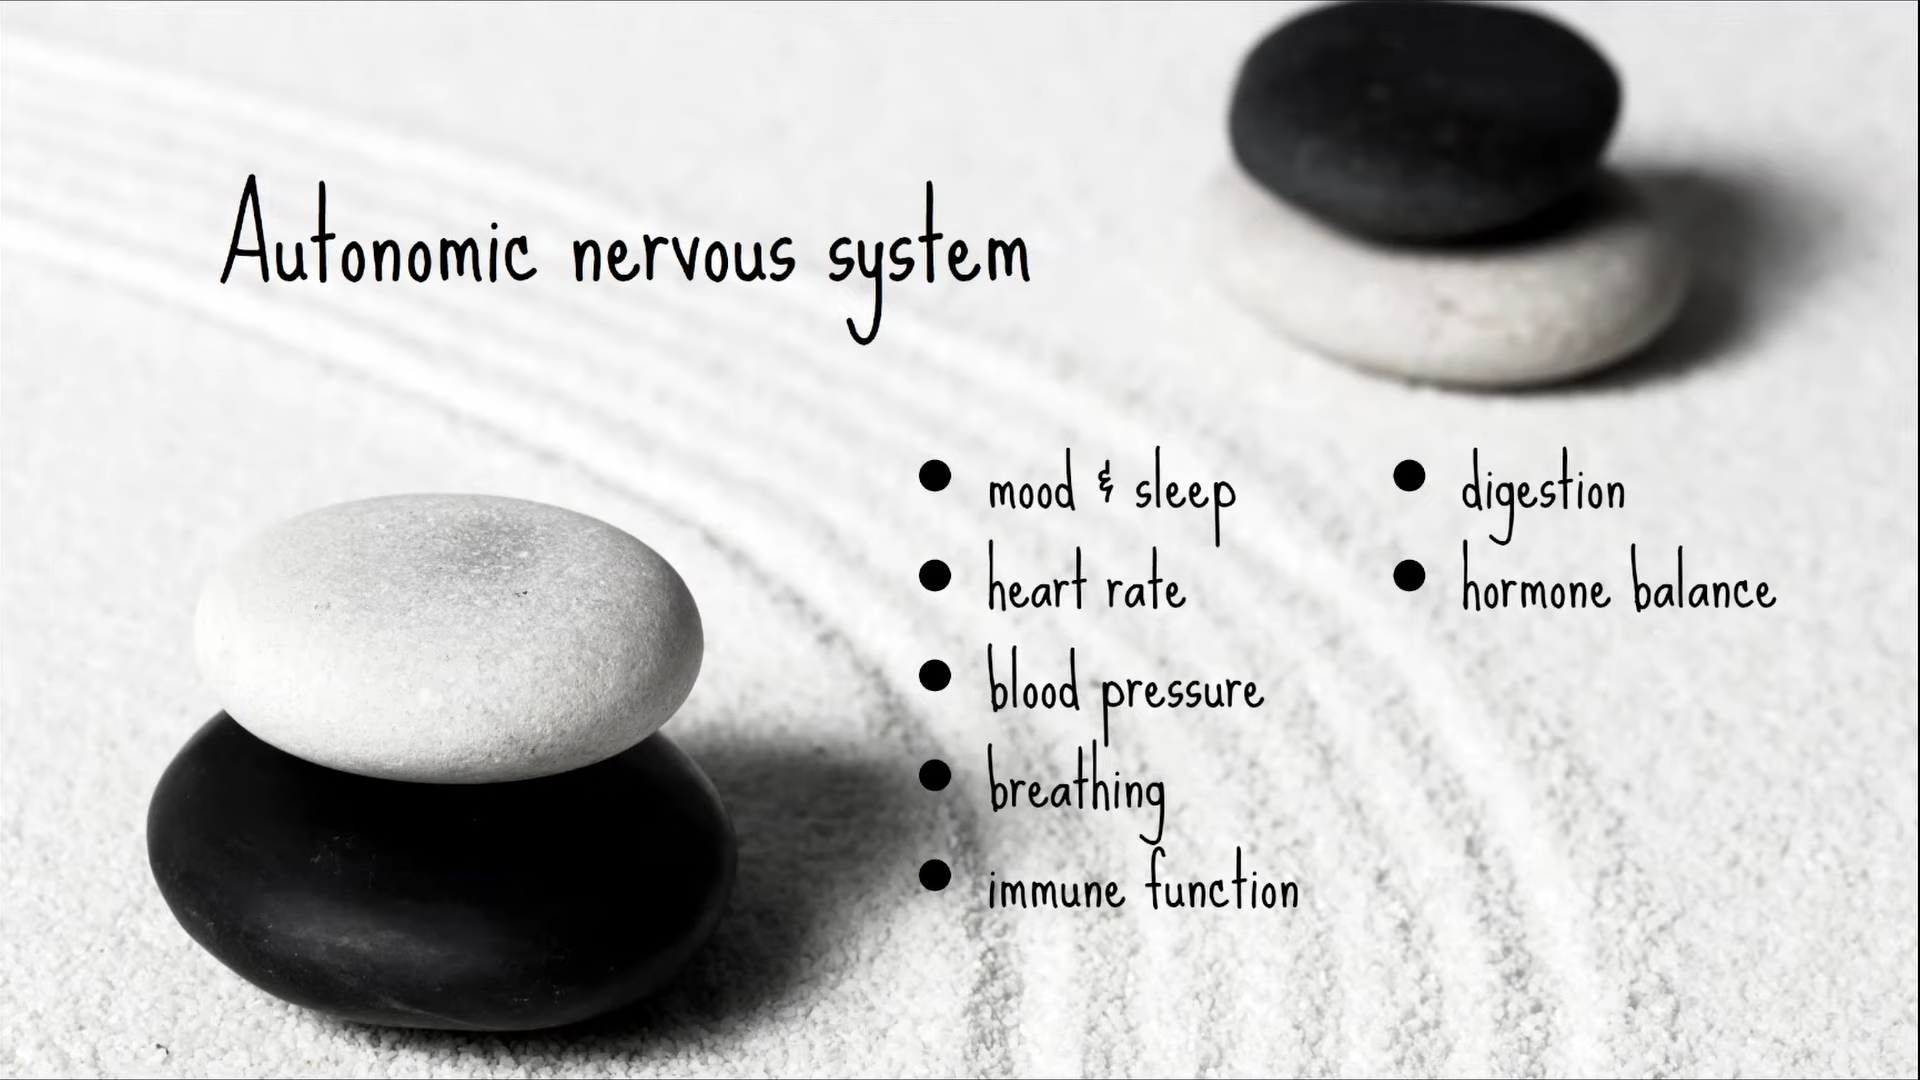 Autonomic nervous system
• mood & sleep
• heart rate
• blood pressure
• breathing
• immune function
• digestion
• hormone balance